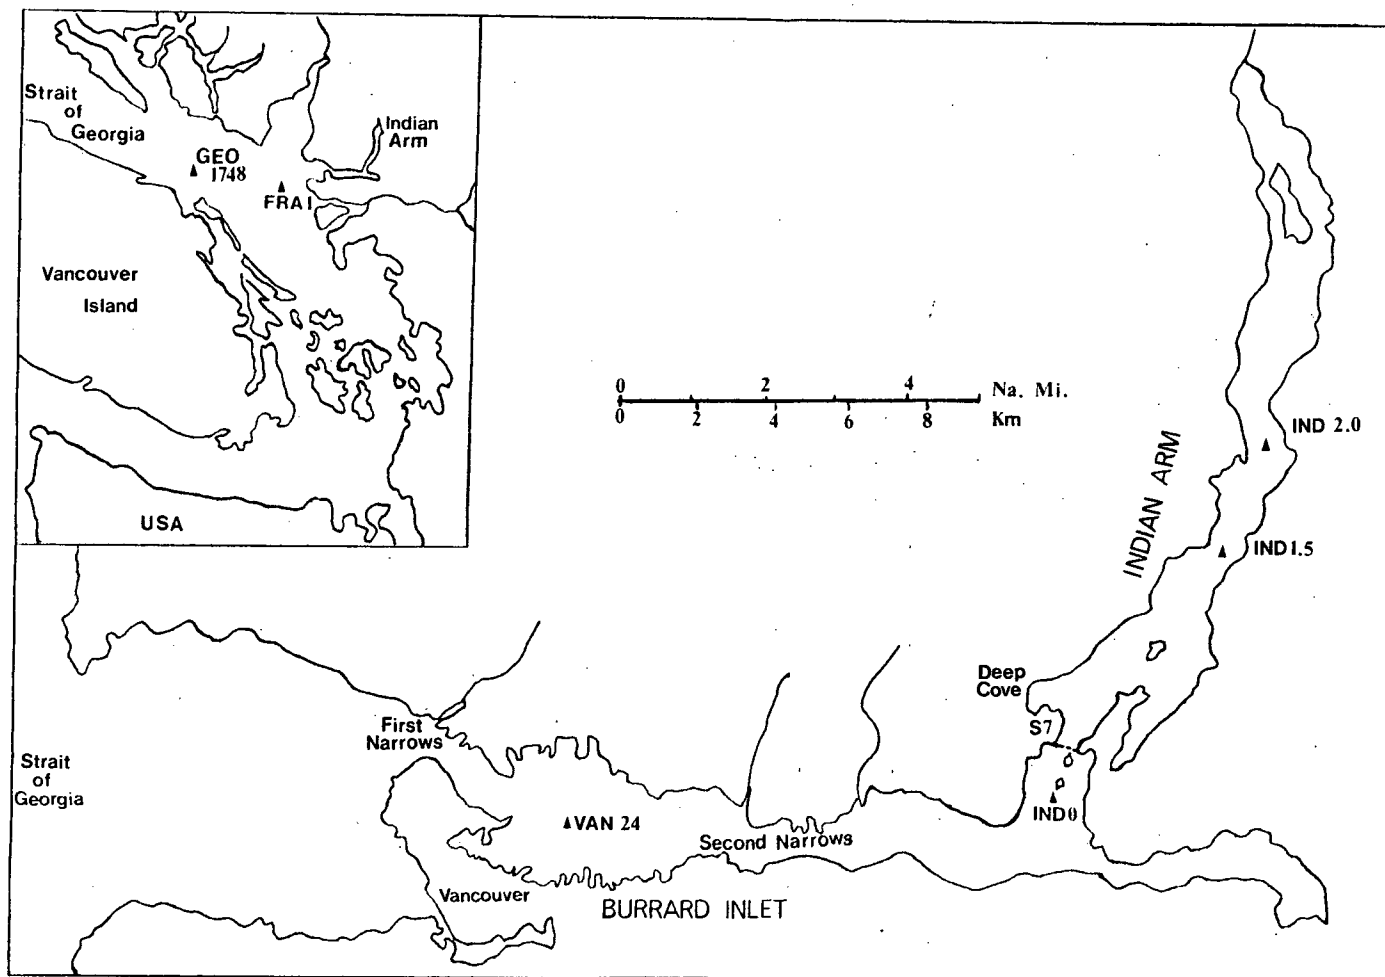 Strait
of
Georgia
GEO
1748
FRA1
Indian
Arm
Vancouver
Island
USA
0 2 4 Na. Mi.
0 2 4 6 8 Km
INDIAN ARM
IND 2.0
IND1.5
Deep
Cove
S7
IND0
First
Narrows
Strait
of
Georgia
VAN 24
Second Narrows
Vancouver
BURRARD INLET